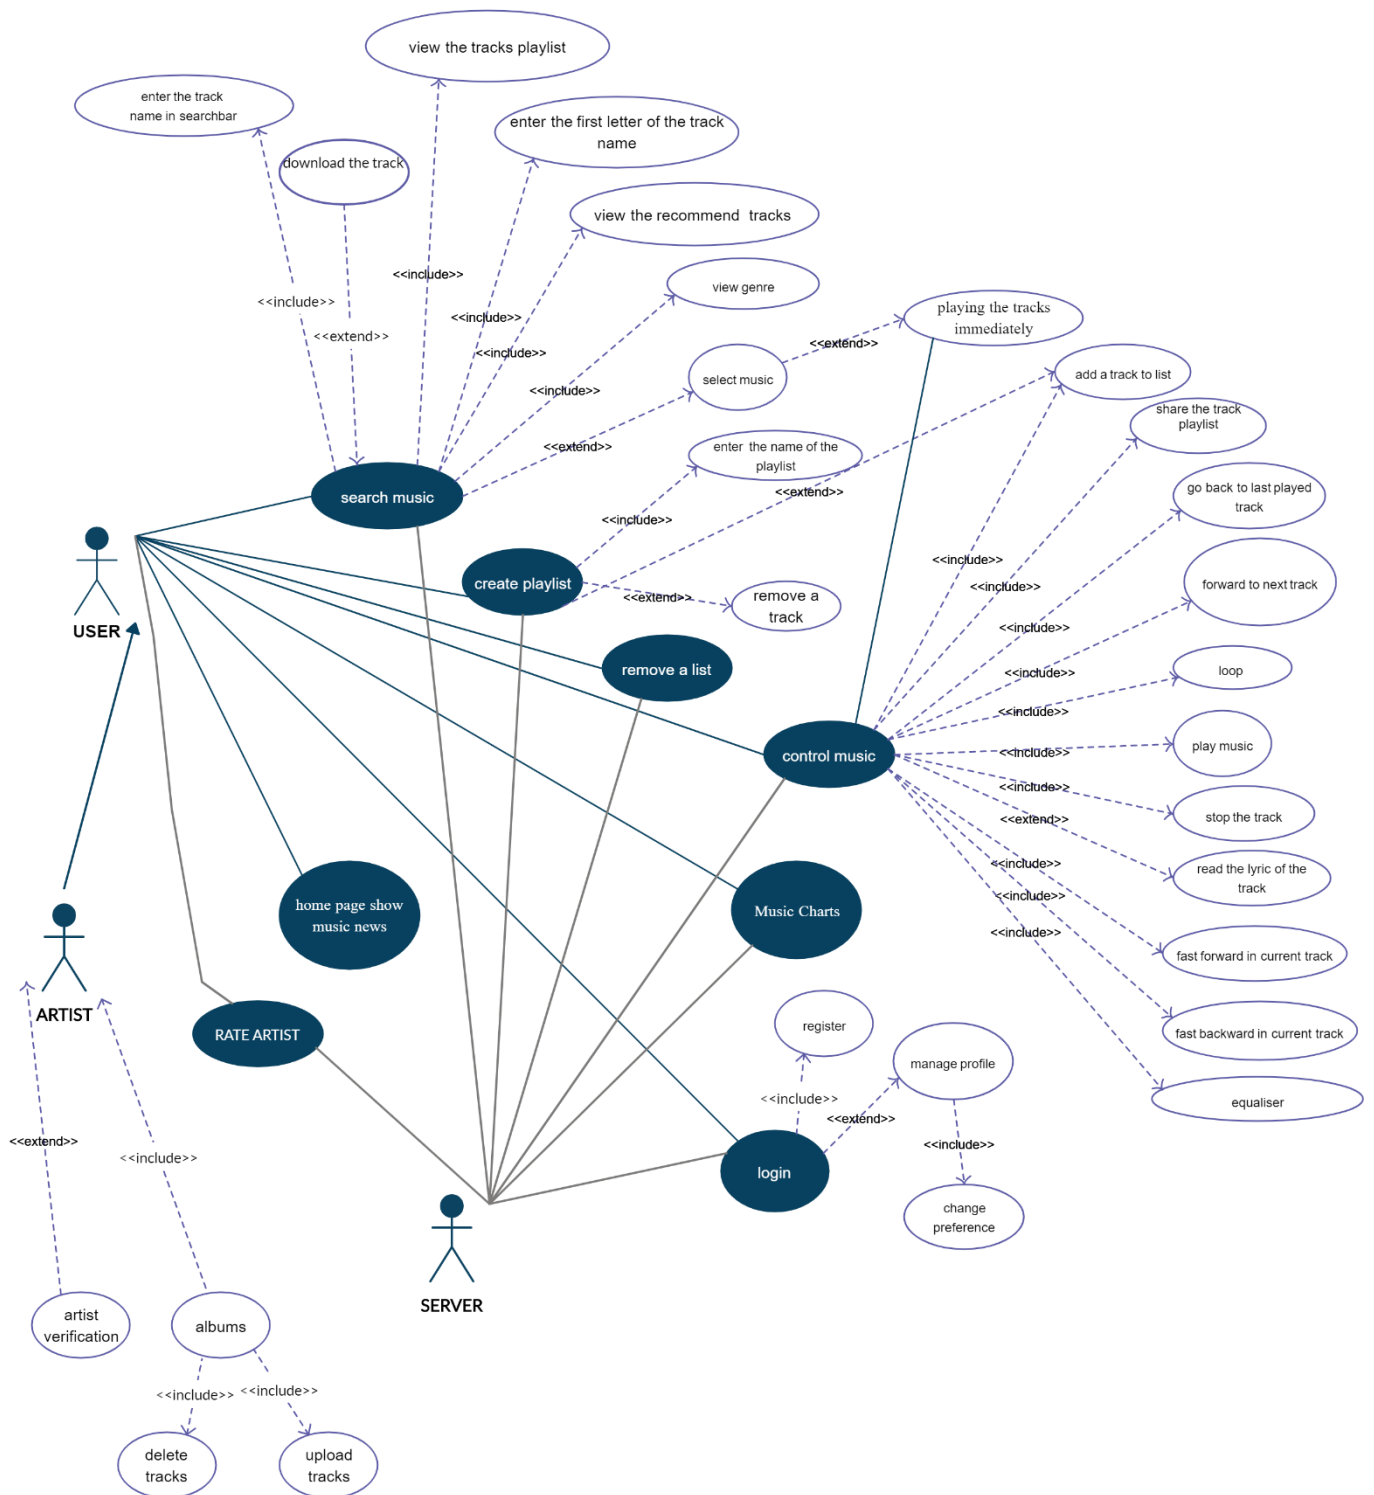 view the tracks playlist
enter the track
name in searchbar
enter the first letter of the track
name
download the track
view the recommend tracks
<<include>>
view genre
<<include>>
<<include>>
<<extend>>
<<include>>
playing the tracks
immediately
<<extend>>
select music
<<include>>
add a track to list
share the track
playlist
<<extend>>
enter the name of the
playlist
<<extend>>
search music
go back to last played
track
<<include>>
<<include>>
create playlist
<<include>>
forward to next track
<<extend>>
remove a
track
USER
<<include>>
remove a list
<<include>>
loop
<<include>>
control music
<<include>>
play music
<<include>>
stop the track
<<extend>>
read the lyric of the
track
<<include>>
<<include>>
home page show
music news
Music Charts
<<include>>
fast forward in current track
ARTIST
RATE ARTIST
register
fast backward in current track
manage profile
<<include>>
equaliser
<<extend>>
<<extend>>
<<include>>
<<include>>
login
change
preference
SERVER
artist
verification
albums
<<include>>
<<include>>
delete
tracks
upload
tracks